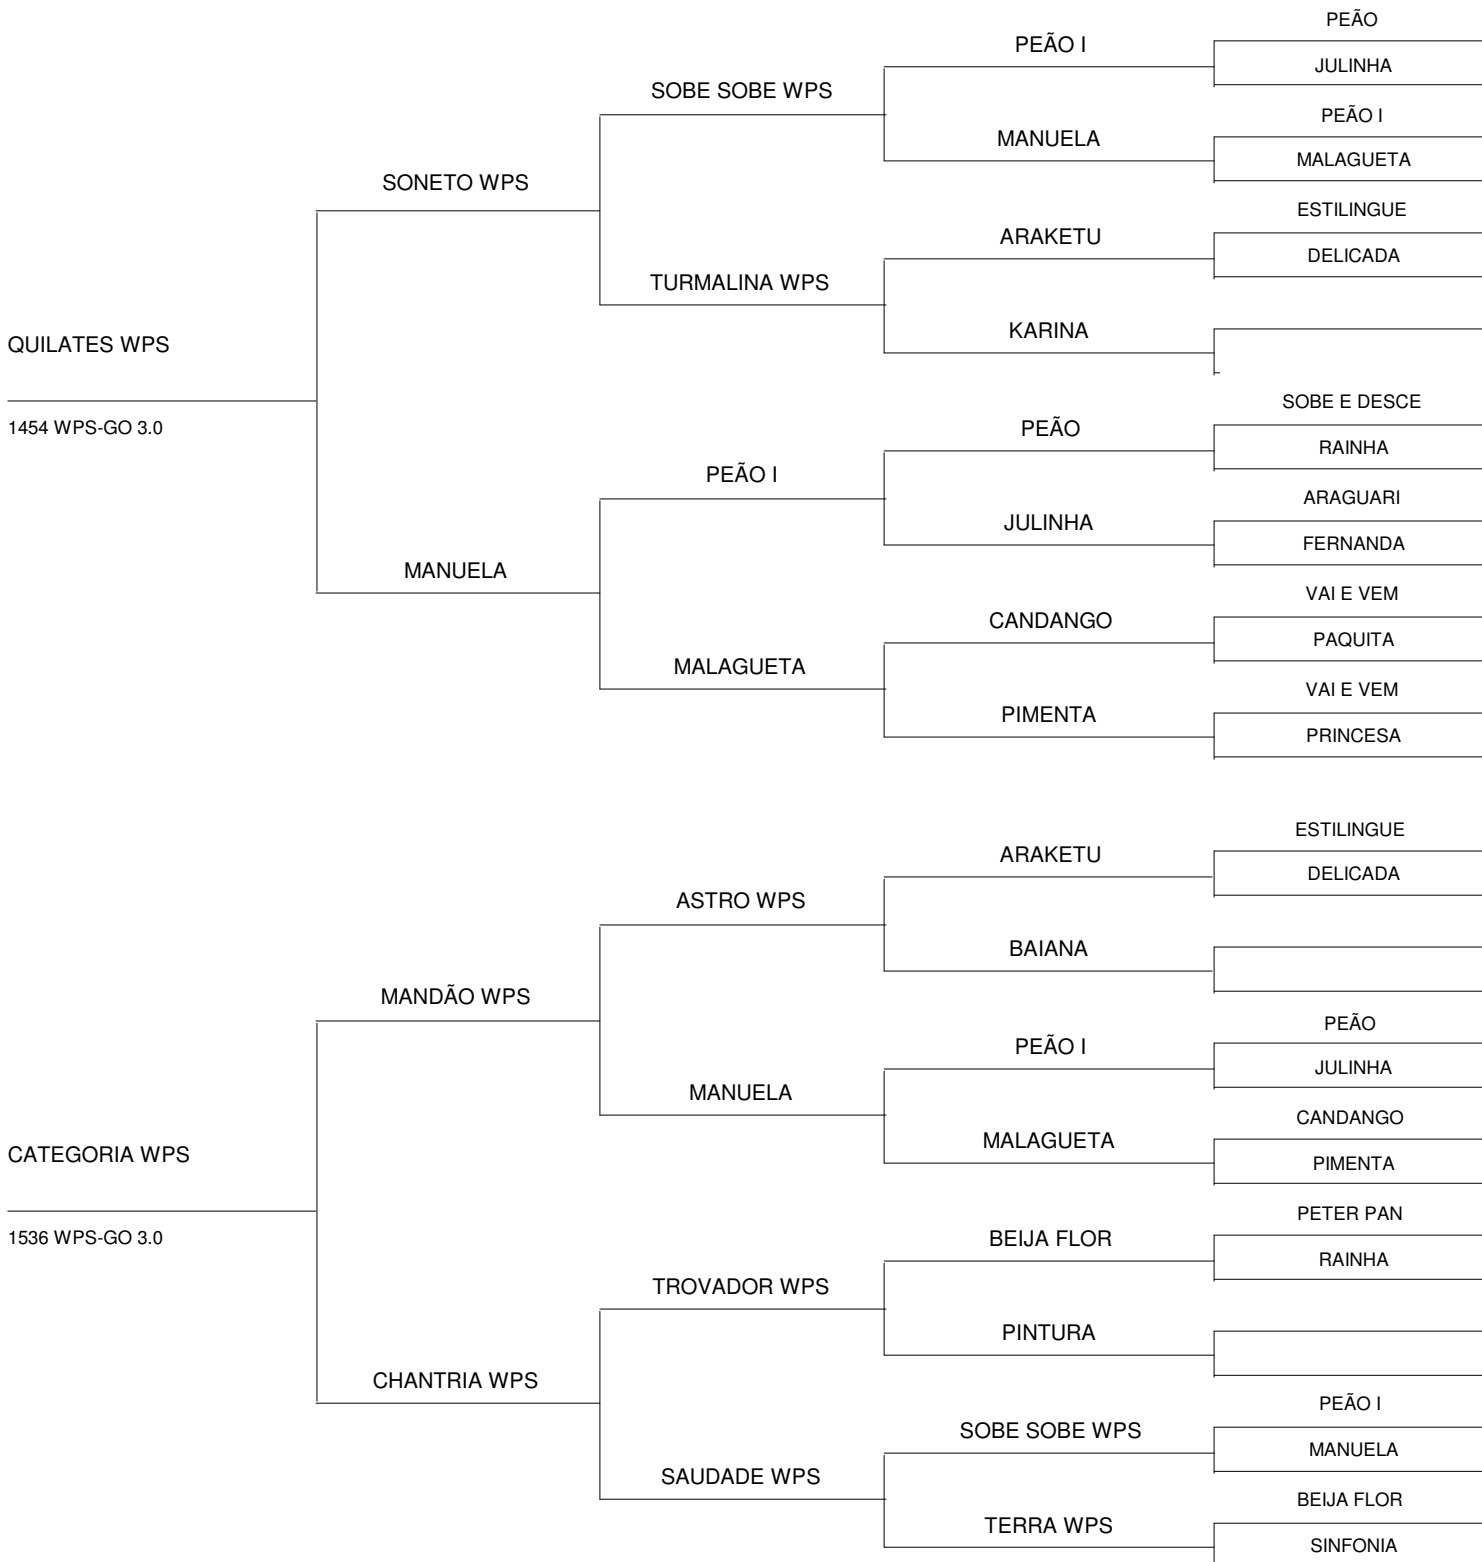 PEÃO
PEÃO I
JULINHA
SOBE SOBE WPS
PEÃO I
MANUELA
MALAGUETA
SONETO WPS
ESTILINGUE
ARAKETU
DELICADA
TURMALINA WPS
KARINA
QUILATES WPS
SOBE E DESCE
1454 WPS-GO 3.0
PEÃO
RAINHA
PEÃO I
ARAGUARI
JULINHA
FERNANDA
MANUELA
VAI E VEM
CANDANGO
PAQUITA
MALAGUETA
VAI E VEM
PIMENTA
PRINCESA
ESTILINGUE
ARAKETU
DELICADA
ASTRO WPS
BAIANA
MANDÃO WPS
PEÃO
PEÃO I
JULINHA
MANUELA
CANDANGO
MALAGUETA
PIMENTA
CATEGORIA WPS
PETER PAN
1536 WPS-GO 3.0
BEIJA FLOR
RAINHA
TROVADOR WPS
PINTURA
CHANTRIA WPS
PEÃO I
SOBE SOBE WPS
MANUELA
SAUDADE WPS
BEIJA FLOR
TERRA WPS
SINFONIA